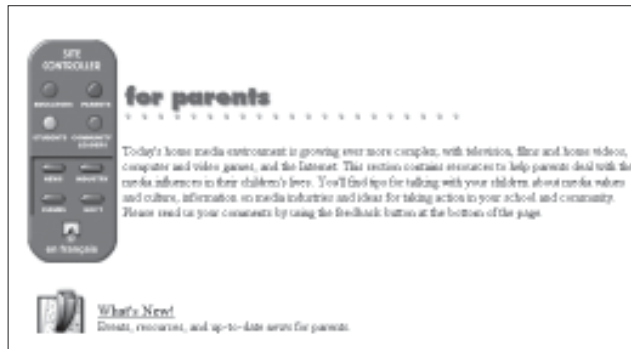 SITE
CONTROLLER
EDUCATORS PARENTS
STUDENTS COMMUNITY
LEADERS
NEWS INDUSTRY
en français
for parents
Today's home media environment is growing ever more complex, with television, films and home videos,
computer and video games, and the Internet. This section contains resources to help parents deal with the
media influences in their children's lives. You'll find tips for talking with your children about media values
and culture, information on media industries and ideas for taking action in your school and community.
Please send us your comments by using the feedback button at the bottom of the page.
What's New!
Events, resources, and up-to-date news for parents